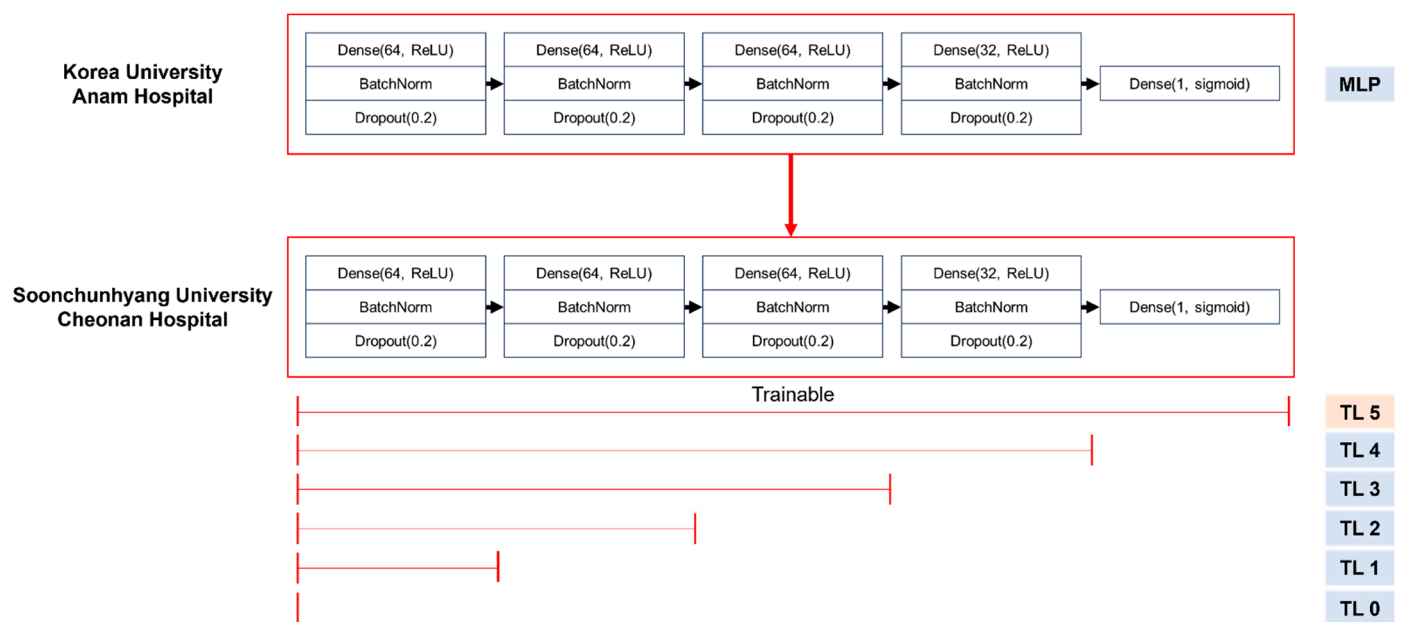 Korea University
Anam Hospital
Dense(64, ReLU)
BatchNorm
Dropout(0.2)
Dense(64, ReLU)
BatchNorm
Dropout(0.2)
Dense(64, ReLU)
BatchNorm
Dropout(0.2)
Dense(32, ReLU)
BatchNorm
Dropout(0.2)
Dense(1, sigmoid)
MLP
Soonchunhyang University
Cheonan Hospital
Dense(64, ReLU)
BatchNorm
Dropout(0.2)
Dense(64, ReLU)
BatchNorm
Dropout(0.2)
Dense(64, ReLU)
BatchNorm
Dropout(0.2)
Dense(32, ReLU)
BatchNorm
Dropout(0.2)
Dense(1, sigmoid)
Trainable
TL 5
TL 4
TL 3
TL 2
TL 1
TL 0